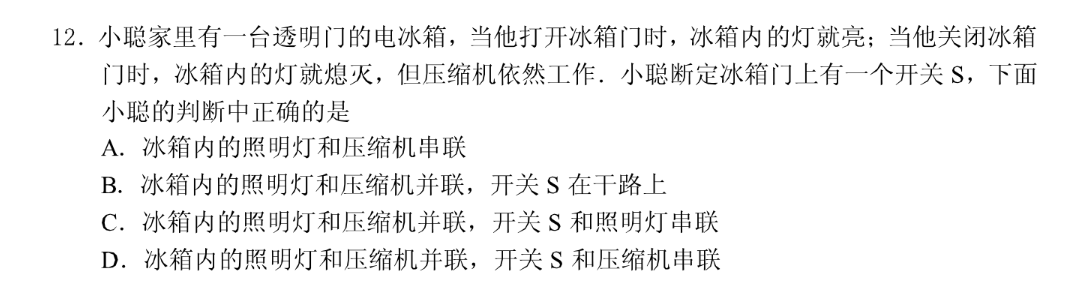 12．小聪家里有一台透明门的电冰箱，当他打开冰箱门时，冰箱内的灯就亮；当他关闭冰箱
门时，冰箱内的灯就熄灭，但压缩机依然工作．小聪断定冰箱门上有一个开关 S，下面
小聪的判断中正确的是
A．冰箱内的照明灯和压缩机串联
B．冰箱内的照明灯和压缩机并联，开关 S 在干路上
C．冰箱内的照明灯和压缩机并联，开关 S 和照明灯串联
D．冰箱内的照明灯和压缩机并联，开关 S 和压缩机串联